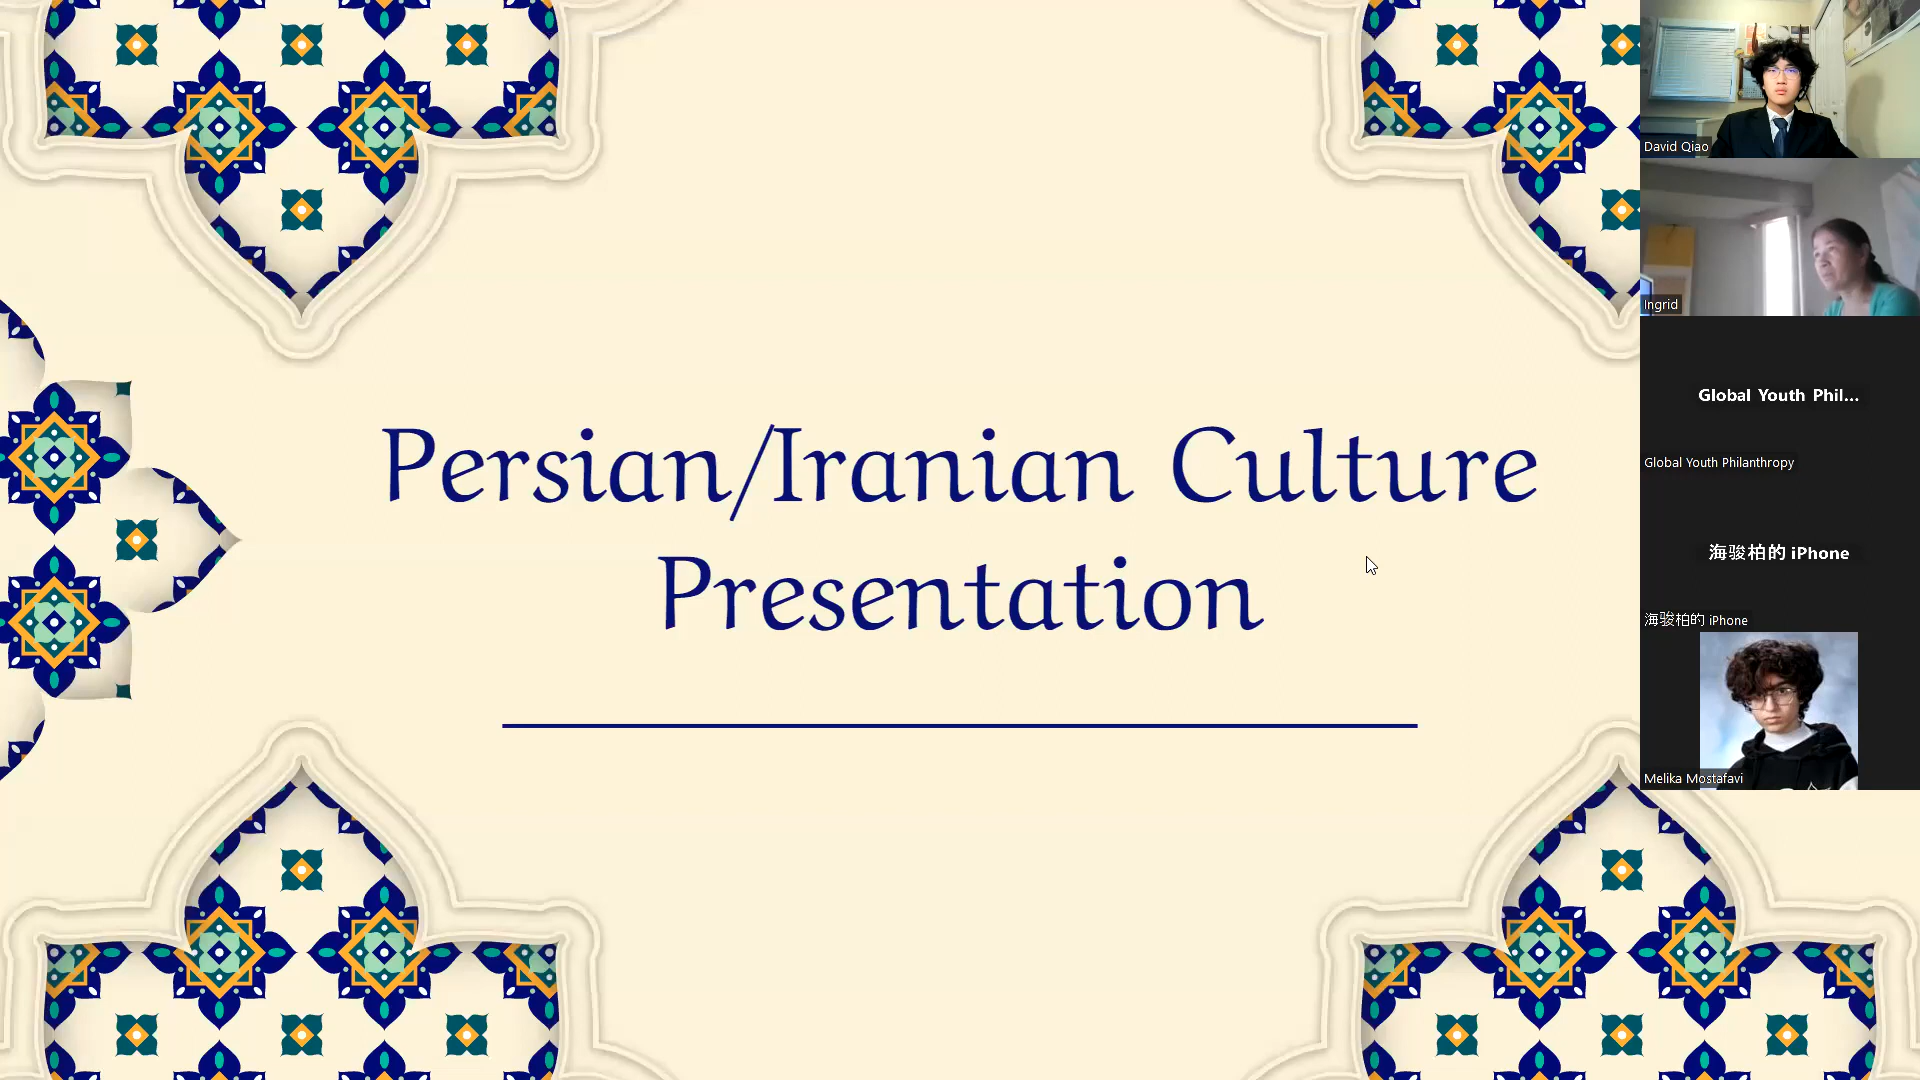 Persian/Iranian Culture
Presentation
David Qiao
Ingrid
Global Youth Phil...
Global Youth Philanthropy
海骏柏的 iPhone
海骏柏的 iPhone
Melika Mostafavi